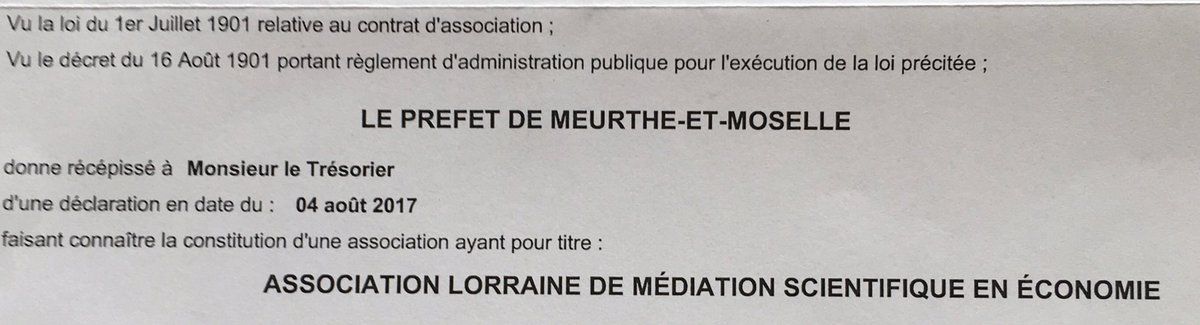 Vu la loi du 1er Juillet 1901 relative au contrat d'association ;
Vu le décret du 16 Août 1901 portant règlement d'administration publique pour l'exécution de la loi précitée ;
LE PREFET DE MEURTHE-ET-MOSELLE
donne récépissé à Monsieur le Trésorier
d'une déclaration en date du : 04 août 2017
faisant connaître la constitution d'une association ayant pour titre :
ASSOCIATION LORRAINE DE MÉDIATION SCIENTIFIQUE EN ÉCONOMIE